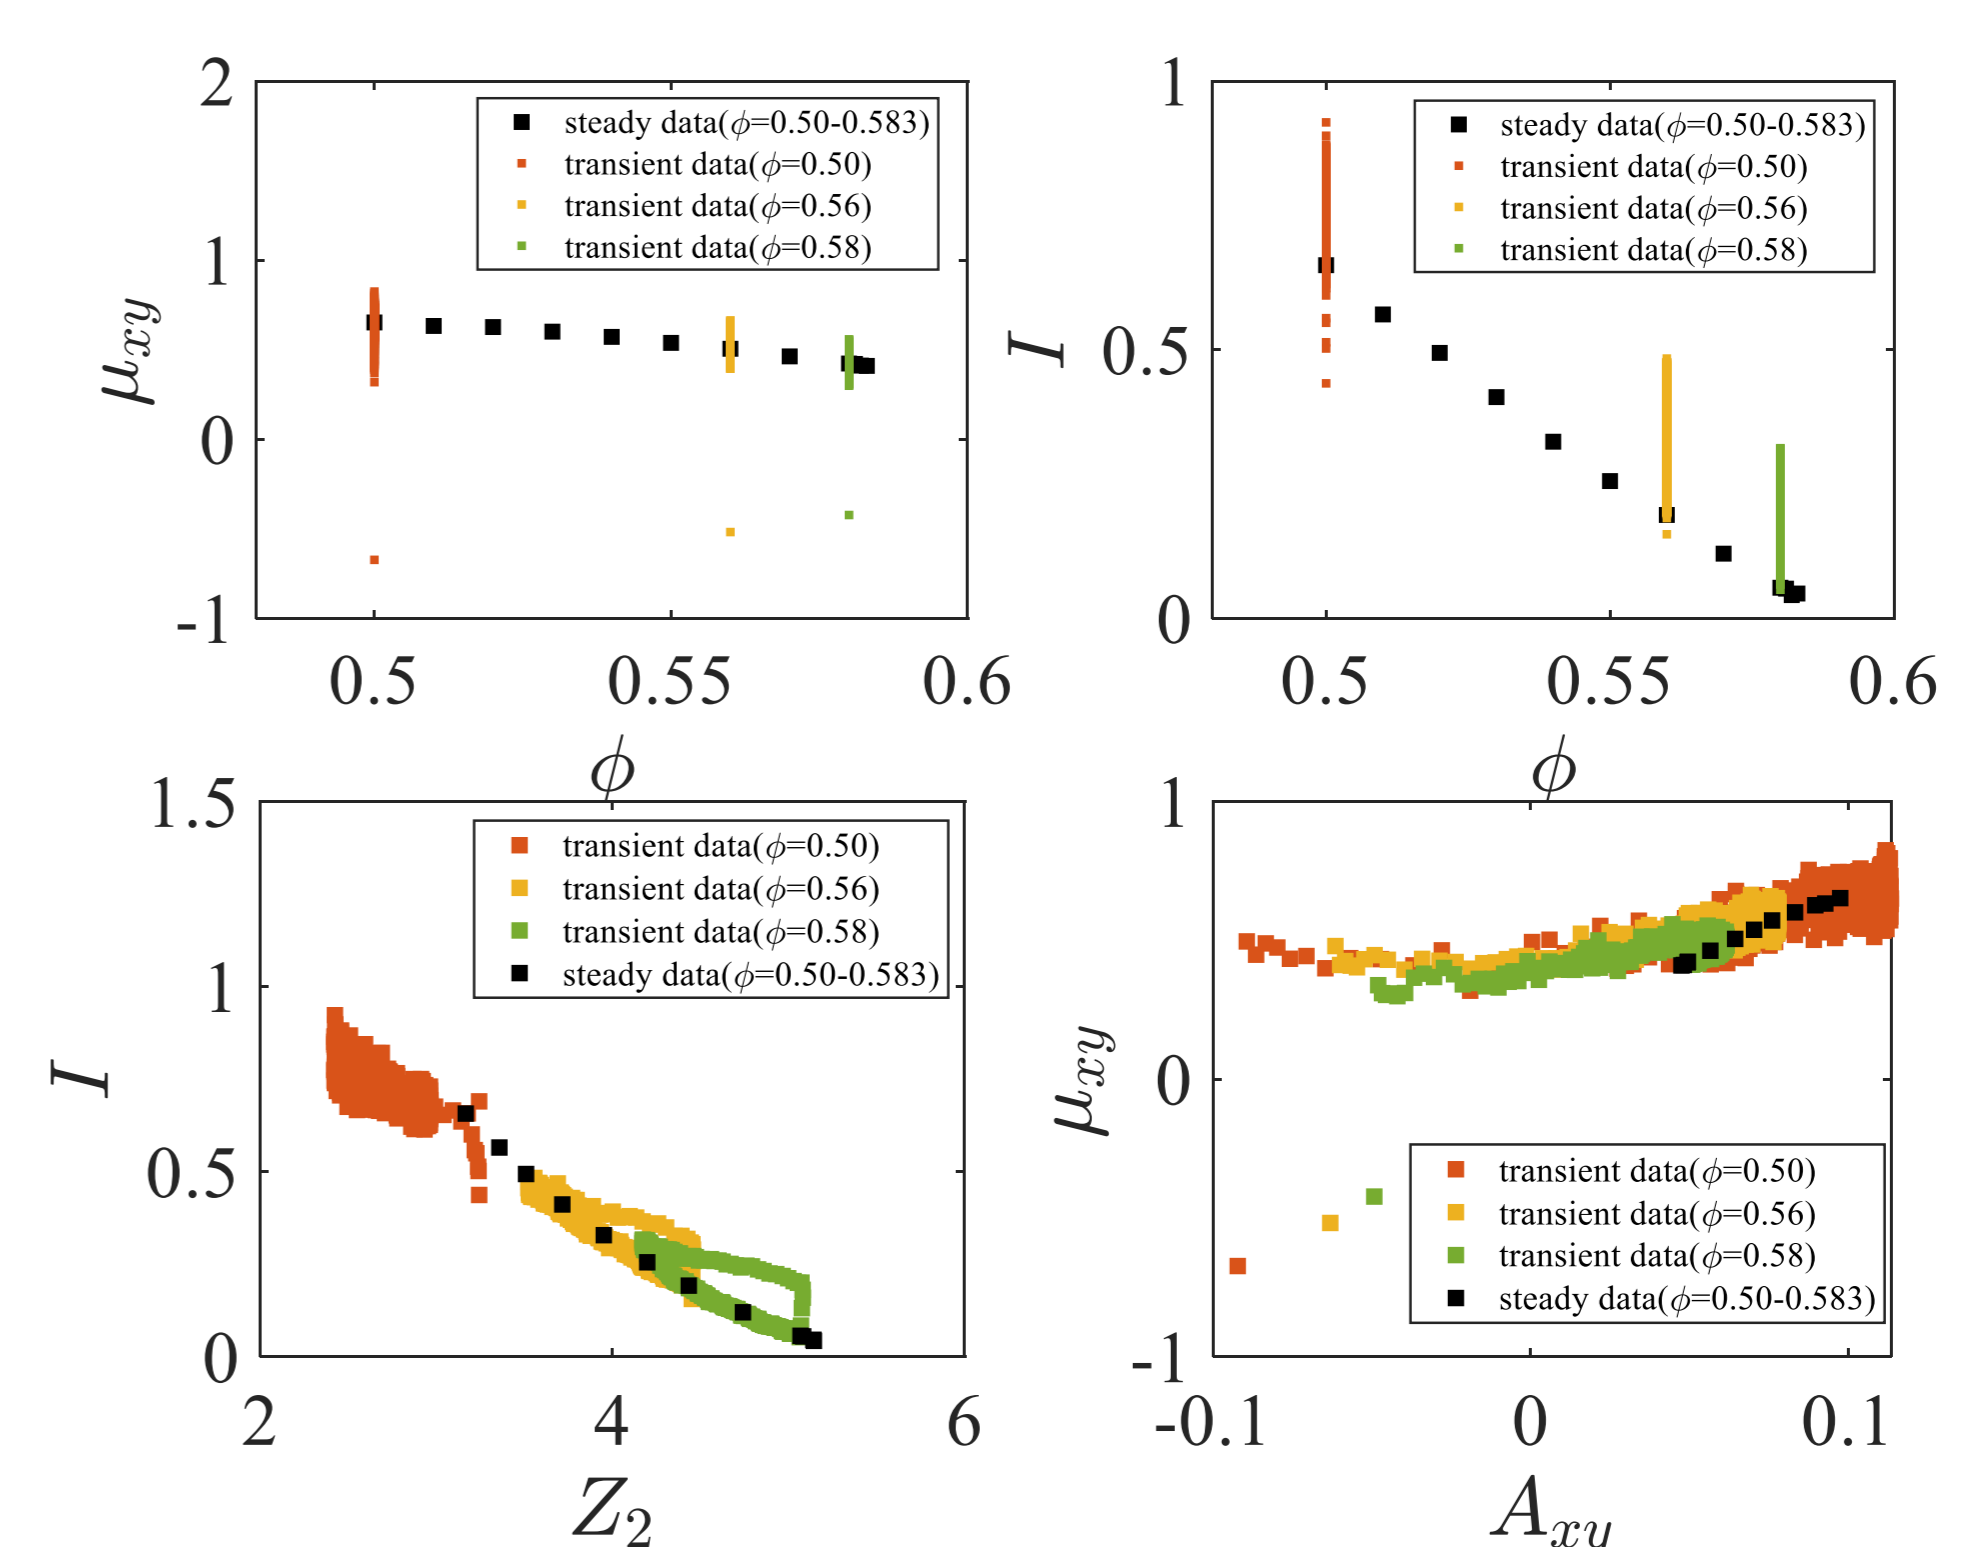 2
1
0
-1
μxy
steady data(ϕ=0.50-0.583)
transient data(ϕ=0.50)
transient data(ϕ=0.56)
transient data(ϕ=0.58)
0.5 0.55 0.6
ϕ
1
0.5
0
I
steady data(ϕ=0.50-0.583)
transient data(ϕ=0.50)
transient data(ϕ=0.56)
transient data(ϕ=0.58)
0.5 0.55 0.6
ϕ
1.5
1
0.5
0
I
transient data(ϕ=0.50)
transient data(ϕ=0.56)
transient data(ϕ=0.58)
steady data(ϕ=0.50-0.583)
2 4 6
Z2
1
0
-1
μxy
transient data(ϕ=0.50)
transient data(ϕ=0.56)
transient data(ϕ=0.58)
steady data(ϕ=0.50-0.583)
-0.1 0 0.1
Axy